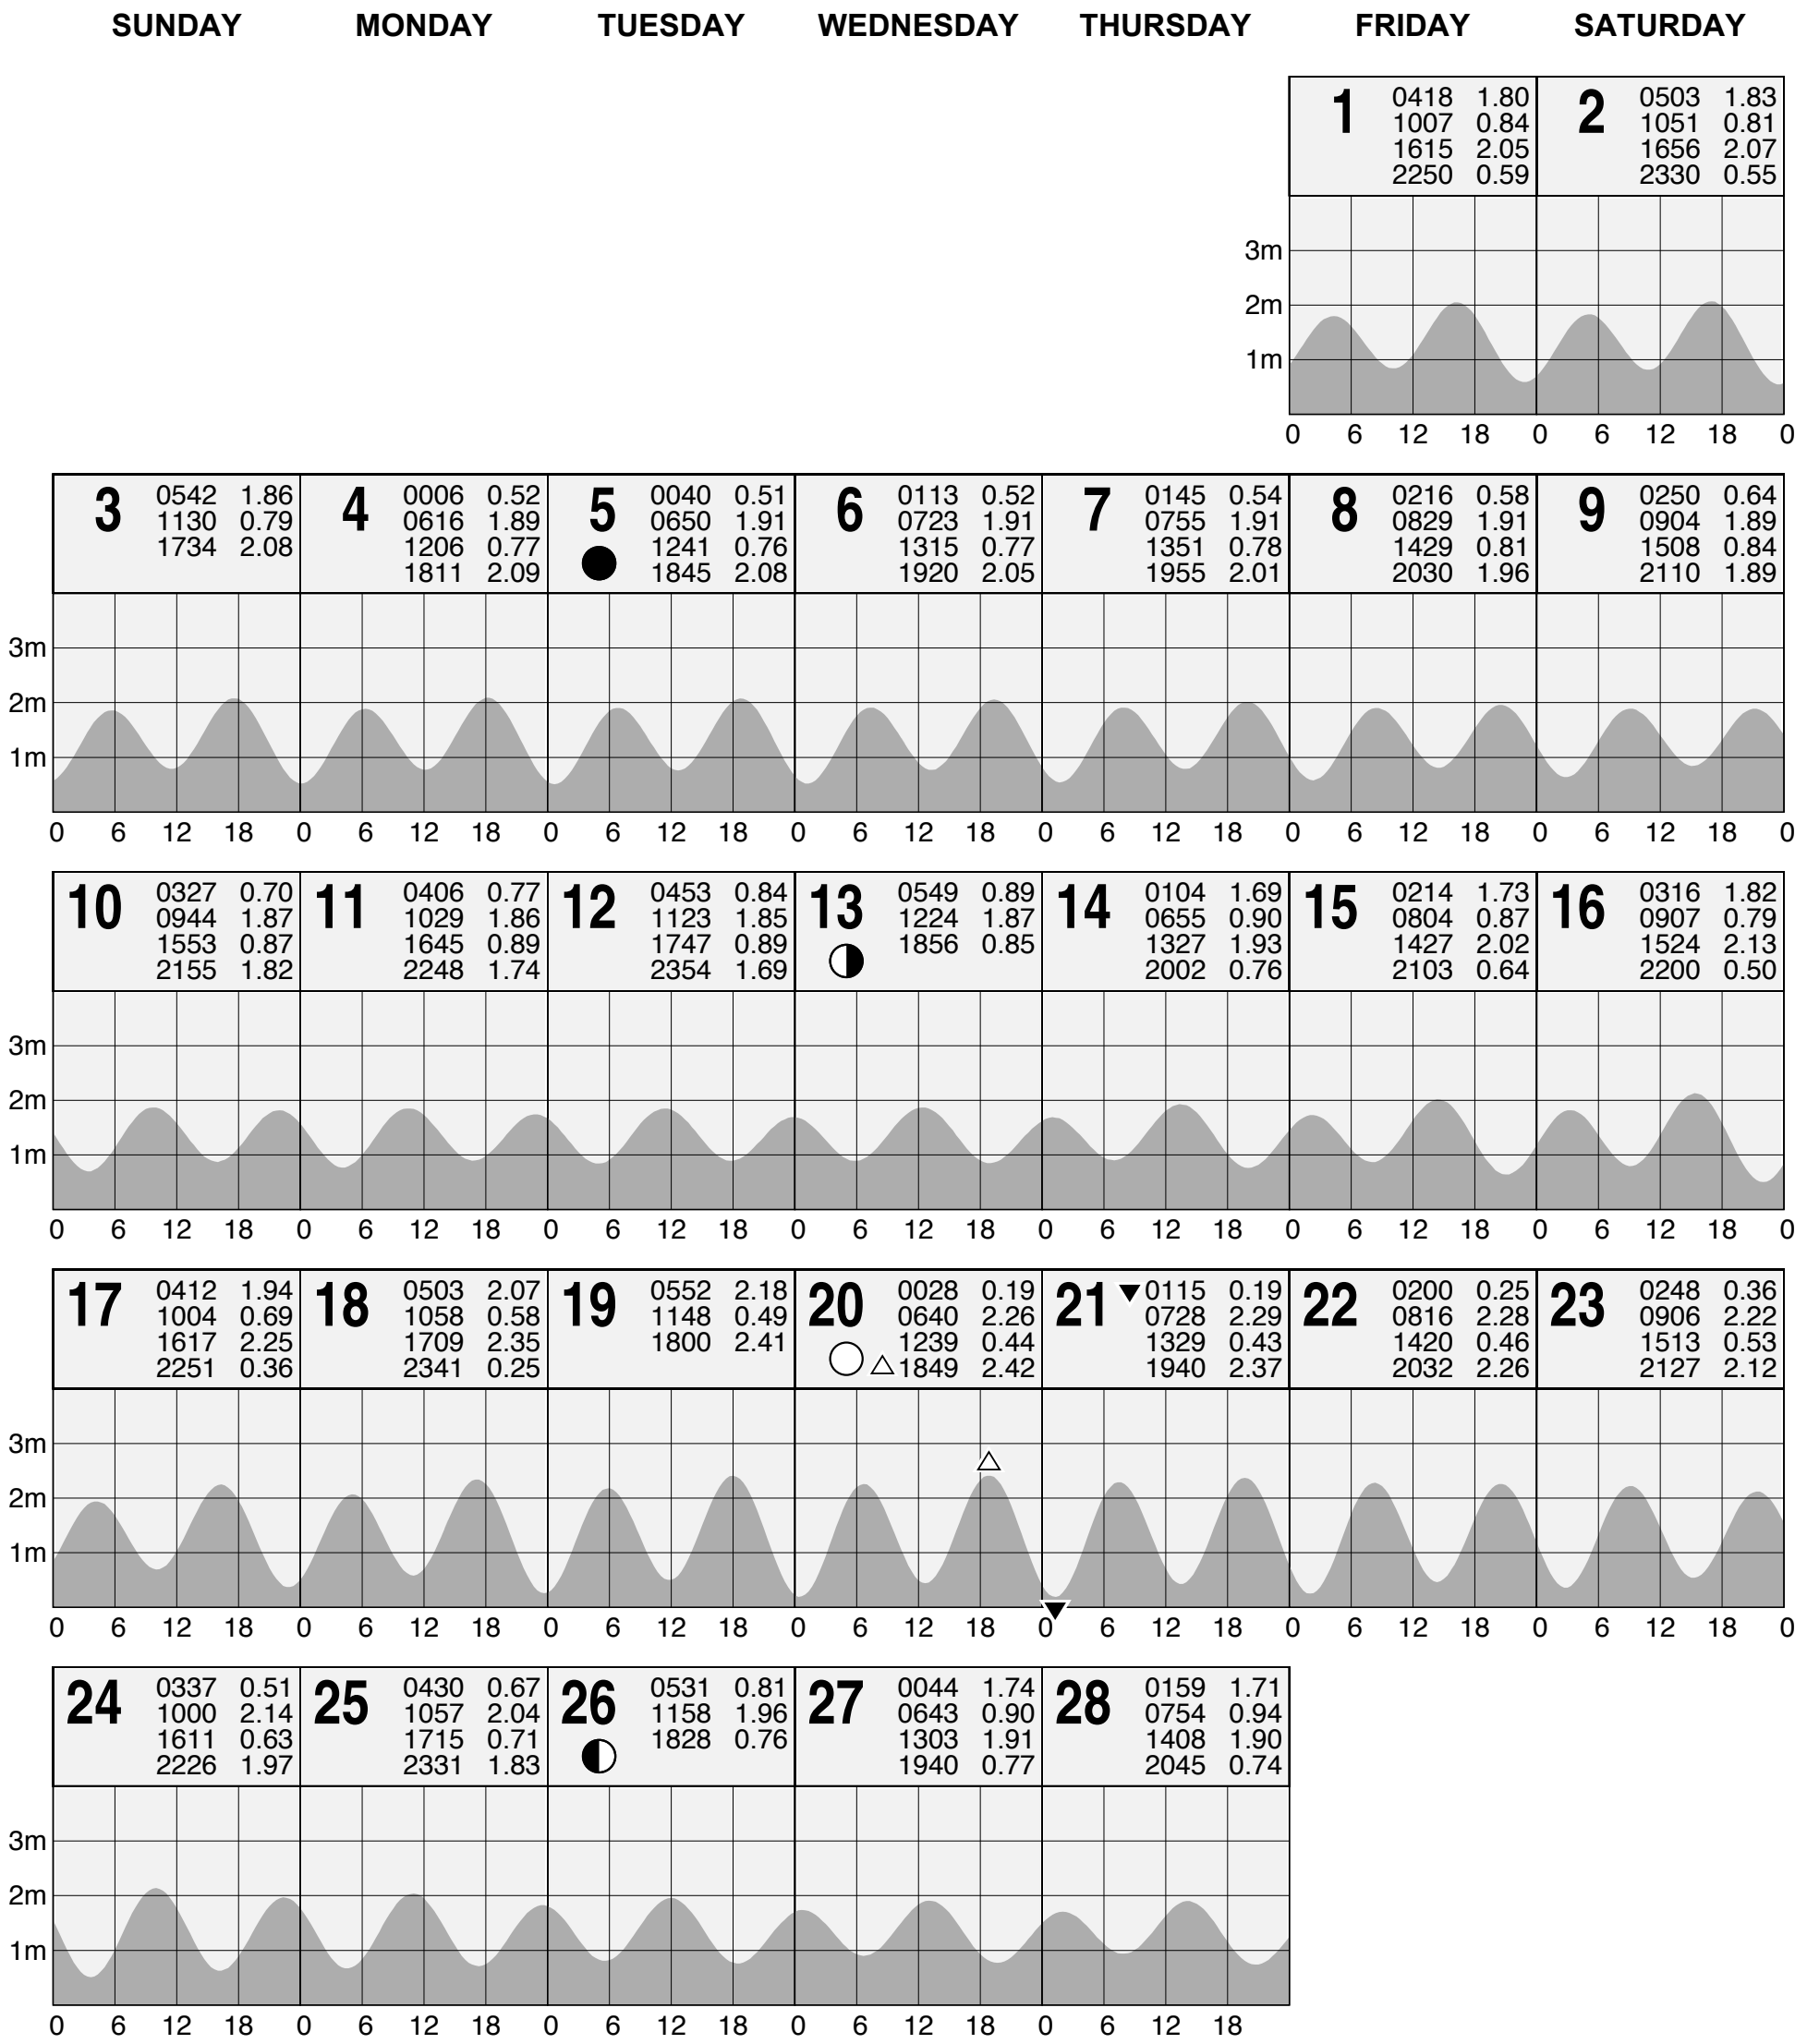 SUNDAY MONDAY TUESDAY WEDNESDAY THURSDAY FRIDAY SATURDAY
1 0418 1.80 2 0503 1.83
1007 0.84 1051 0.81
1615 2.05 1656 2.07
2250 0.59 2330 0.55
3m
2m
1m
0 6 12 18 0 6 12 18 0
3 0542 1.86 4 0006 0.52 5 0040 0.51 6 0113 0.52 7 0145 0.54 8 0216 0.58 9 0250 0.64
1130 0.79 0616 1.89 0650 1.91 0723 1.91 0755 1.91 0829 1.91 0904 1.89
1734 2.08 1206 0.77 1241 0.76 1315 0.77 1351 0.78 1429 0.81 1508 0.84
1811 2.09 1845 2.08 1920 2.05 1955 2.01 2030 1.96 2110 1.89
3m
2m
1m
0 6 12 18 0 6 12 18 0 6 12 18 0 6 12 18 0 6 12 18 0 6 12 18 0 6 12 18 0
10 0327 0.70 11 0406 0.77 12 0453 0.84 13 0549 0.89 14 0104 1.69 15 0214 1.73 16 0316 1.82
0944 1.87 1029 1.86 1123 1.85 1224 1.87 0655 0.90 0804 0.87 0907 0.79
1553 0.87 1645 0.89 1747 0.89 1856 0.85 1327 1.93 1427 2.02 1524 2.13
2155 1.82 2248 1.74 2354 1.69 2002 0.76 2103 0.64 2200 0.50
3m
2m
1m
0 6 12 18 0 6 12 18 0 6 12 18 0 6 12 18 0 6 12 18 0 6 12 18 0 6 12 18 0
17 0412 1.94 18 0503 2.07 19 0552 2.18 20 0028 0.19 21 0115 0.19 22 0200 0.25 23 0248 0.36
1004 0.69 1058 0.58 1148 0.49 0640 2.26 0728 2.29 0816 2.28 0906 2.22
1617 2.25 1709 2.35 1800 2.41 1239 0.44 1329 0.43 1420 0.46 1513 0.53
2251 0.36 2341 0.25 1849 2.42 1940 2.37 2032 2.26 2127 2.12
3m
2m
1m
0 6 12 18 0 6 12 18 0 6 12 18 0 6 12 18 0 6 12 18 0 6 12 18 0 6 12 18 0
24 0337 0.51 25 0430 0.67 26 0531 0.81 27 0044 1.74 28 0159 1.71
1000 2.14 1057 2.04 1158 1.96 0643 0.90 0754 0.94
1611 0.63 1715 0.71 1828 0.76 1303 1.91 1408 1.90
2226 1.97 2331 1.83 1940 0.77 2045 0.74
3m
2m
1m
0 6 12 18 0 6 12 18 0 6 12 18 0 6 12 18 0 6 12 18